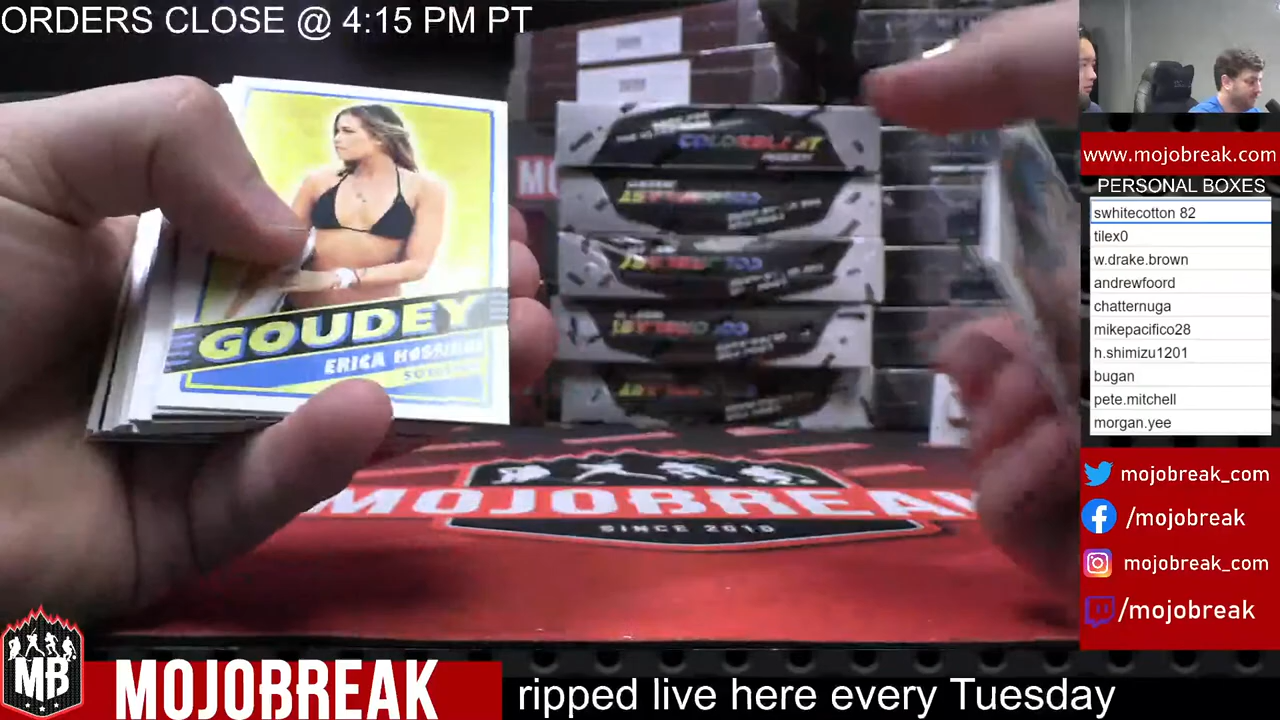 ORDERS CLOSE @ 4:15 PM PT
GOUDEY
ERICA
COLORBLAST
MOJOBREAK
SINCE 2010
www.mojobreak.com
PERSONAL BOXES
swhitecotton 82
tilex0
w.drake.brown
andrewfoord
chatternuga
mikepacifico28
h.shimizu1201
bugan
pete.mitchell
morgan.yee
mojobreak_com
/mojobreak
mojobreak_com
/mojobreak
MB
MOJOBREAK
ripped live here every Tuesday